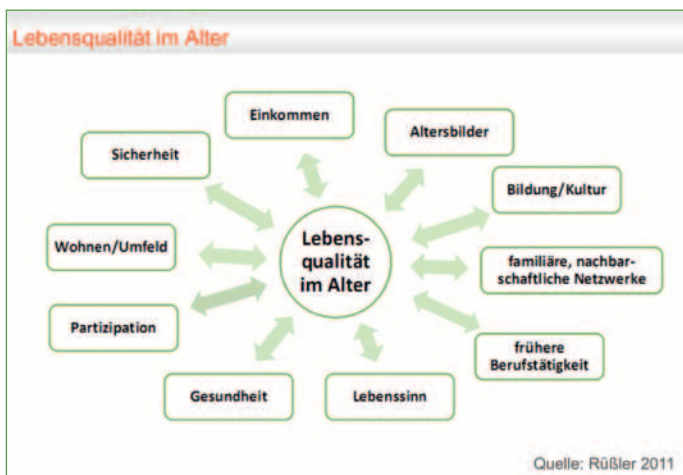 Lebensqualität im Alter
Einkommen
Altersbilder
Sicherheit
Bildung/Kultur
Wohnen/Umfeld
Lebens-
qualität
im Alter
familiäre, nachbar-
schaftliche Netzwerke
Partizipation
frühere
Berufstätigkeit
Gesundheit
Lebenssinn
Quelle: Rüßler 2011